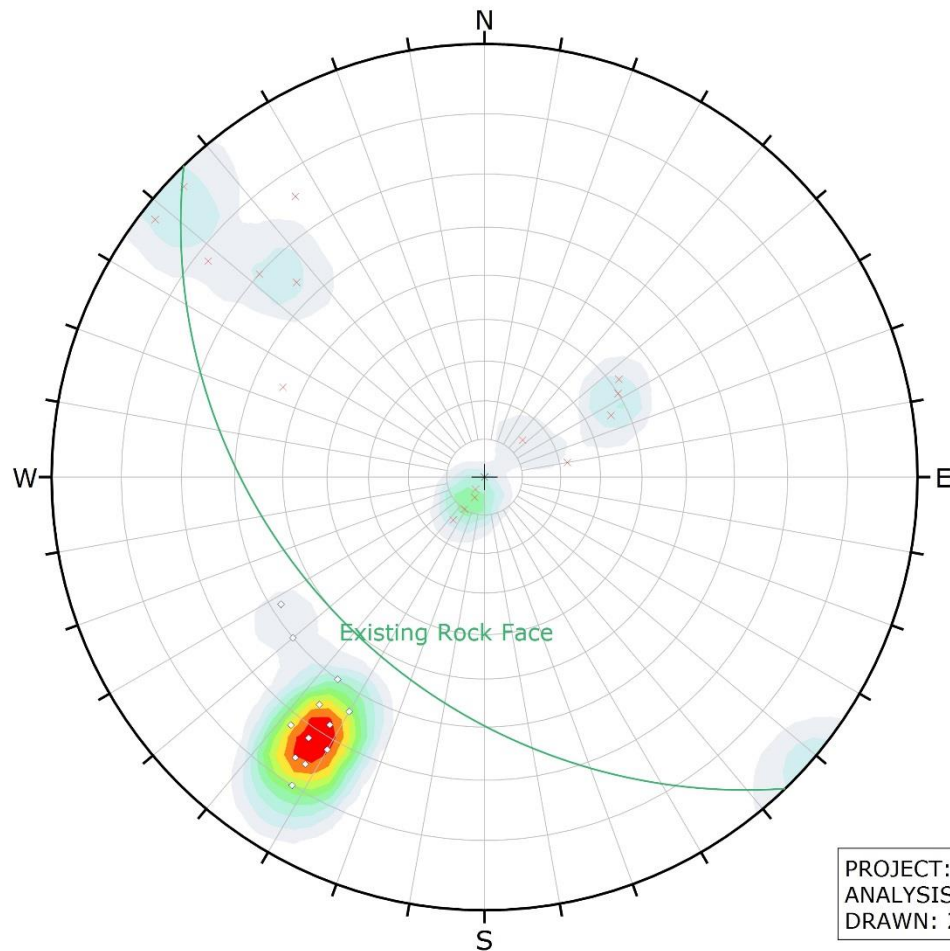 N
W
E
Existing Rock Face
S
PROJECT:
ANALYSIS
DRAWN: